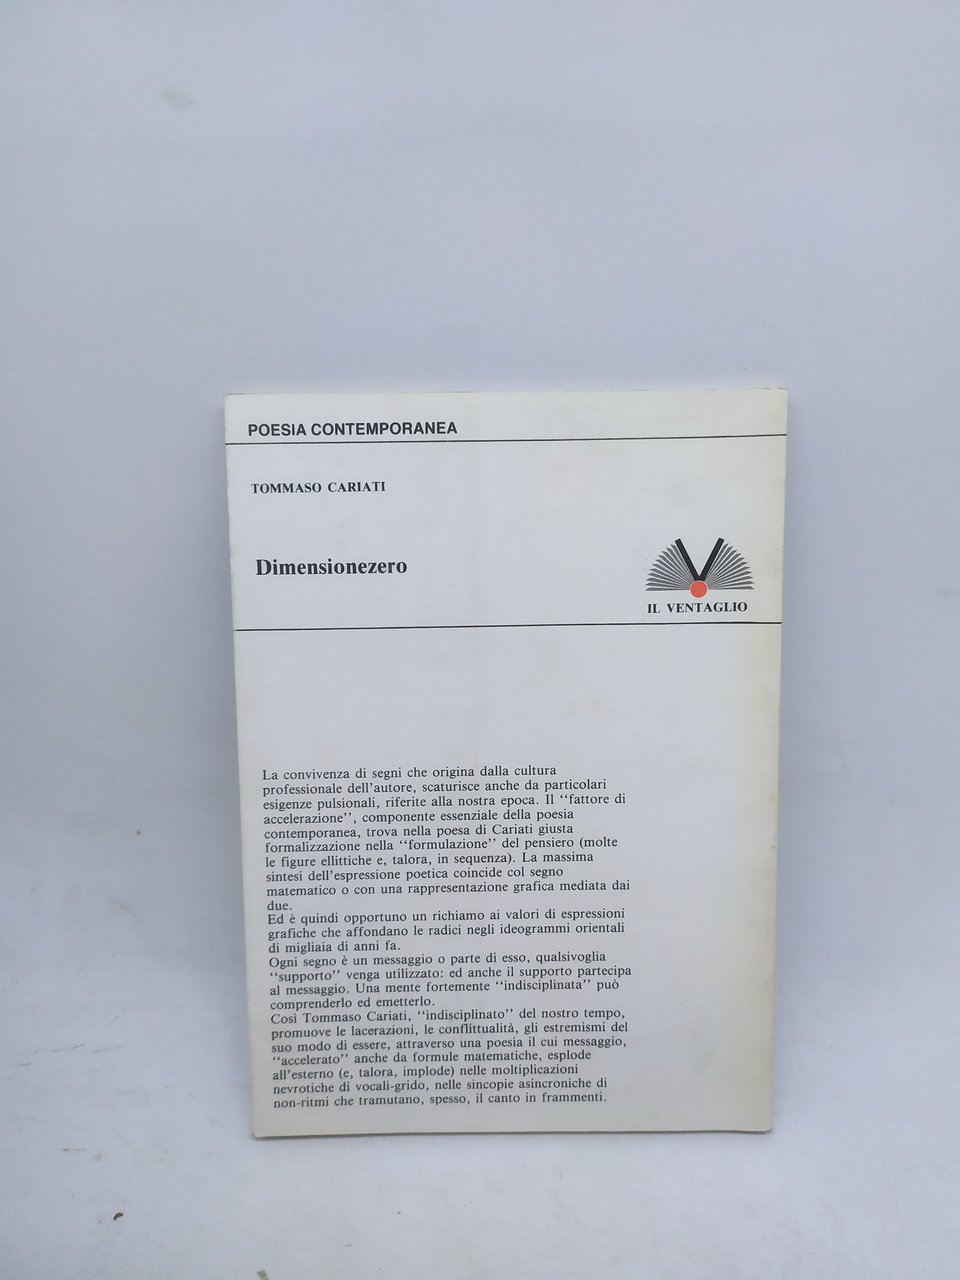 POESIA CONTEMPORANEA
TOMMASO CARIATI
Dimensionezero
IL VENTAGLIO
La convivenza di segni che origina dalla cultura
professionale dell'autore, scaturisce anche da particolari
esigenze pulsionali, riferite alla nostra epoca. Il ‘‘fattore di
accelerazione’’, componente essenziale della poesia
contemporanea, trova nella poesa di Cariati giusta
formalizzazione nella ‘‘formulazione’’ del pensiero (molte
le figure ellittiche e, talora, in sequenza). La massima
sintesi dell'espressione poetica coincide col segno
matematico o con una rappresentazione grafica mediata dai
due.
Ed è quindi opportuno un richiamo ai valori di espressioni
grafiche che affondano le radici negli ideogrammi orientali
di migliaia di anni fa.
Ogni segno è un messaggio o parte di esso, qualsivoglia
‘‘supporto’’ venga utilizzato: ed anche il supporto partecipa
al messaggio. Una mente fortemente ‘‘indisciplinata’’ può
comprenderlo ed emetterlo.
Così Tommaso Cariati, ‘‘indisciplinato’’ del nostro tempo,
promuove le lacerazioni, le conflittualità, gli estremismi del
suo modo di essere, attraverso una poesia il cui messaggio,
‘‘accelerato’’ anche da formule matematiche, esplode
all'esterno (e, talora, implode) nelle moltiplicazioni
nevrotiche di vocali-grido, nelle sincopie asincroniche di
non-ritmi che tramutano, spesso, il canto in frammenti.